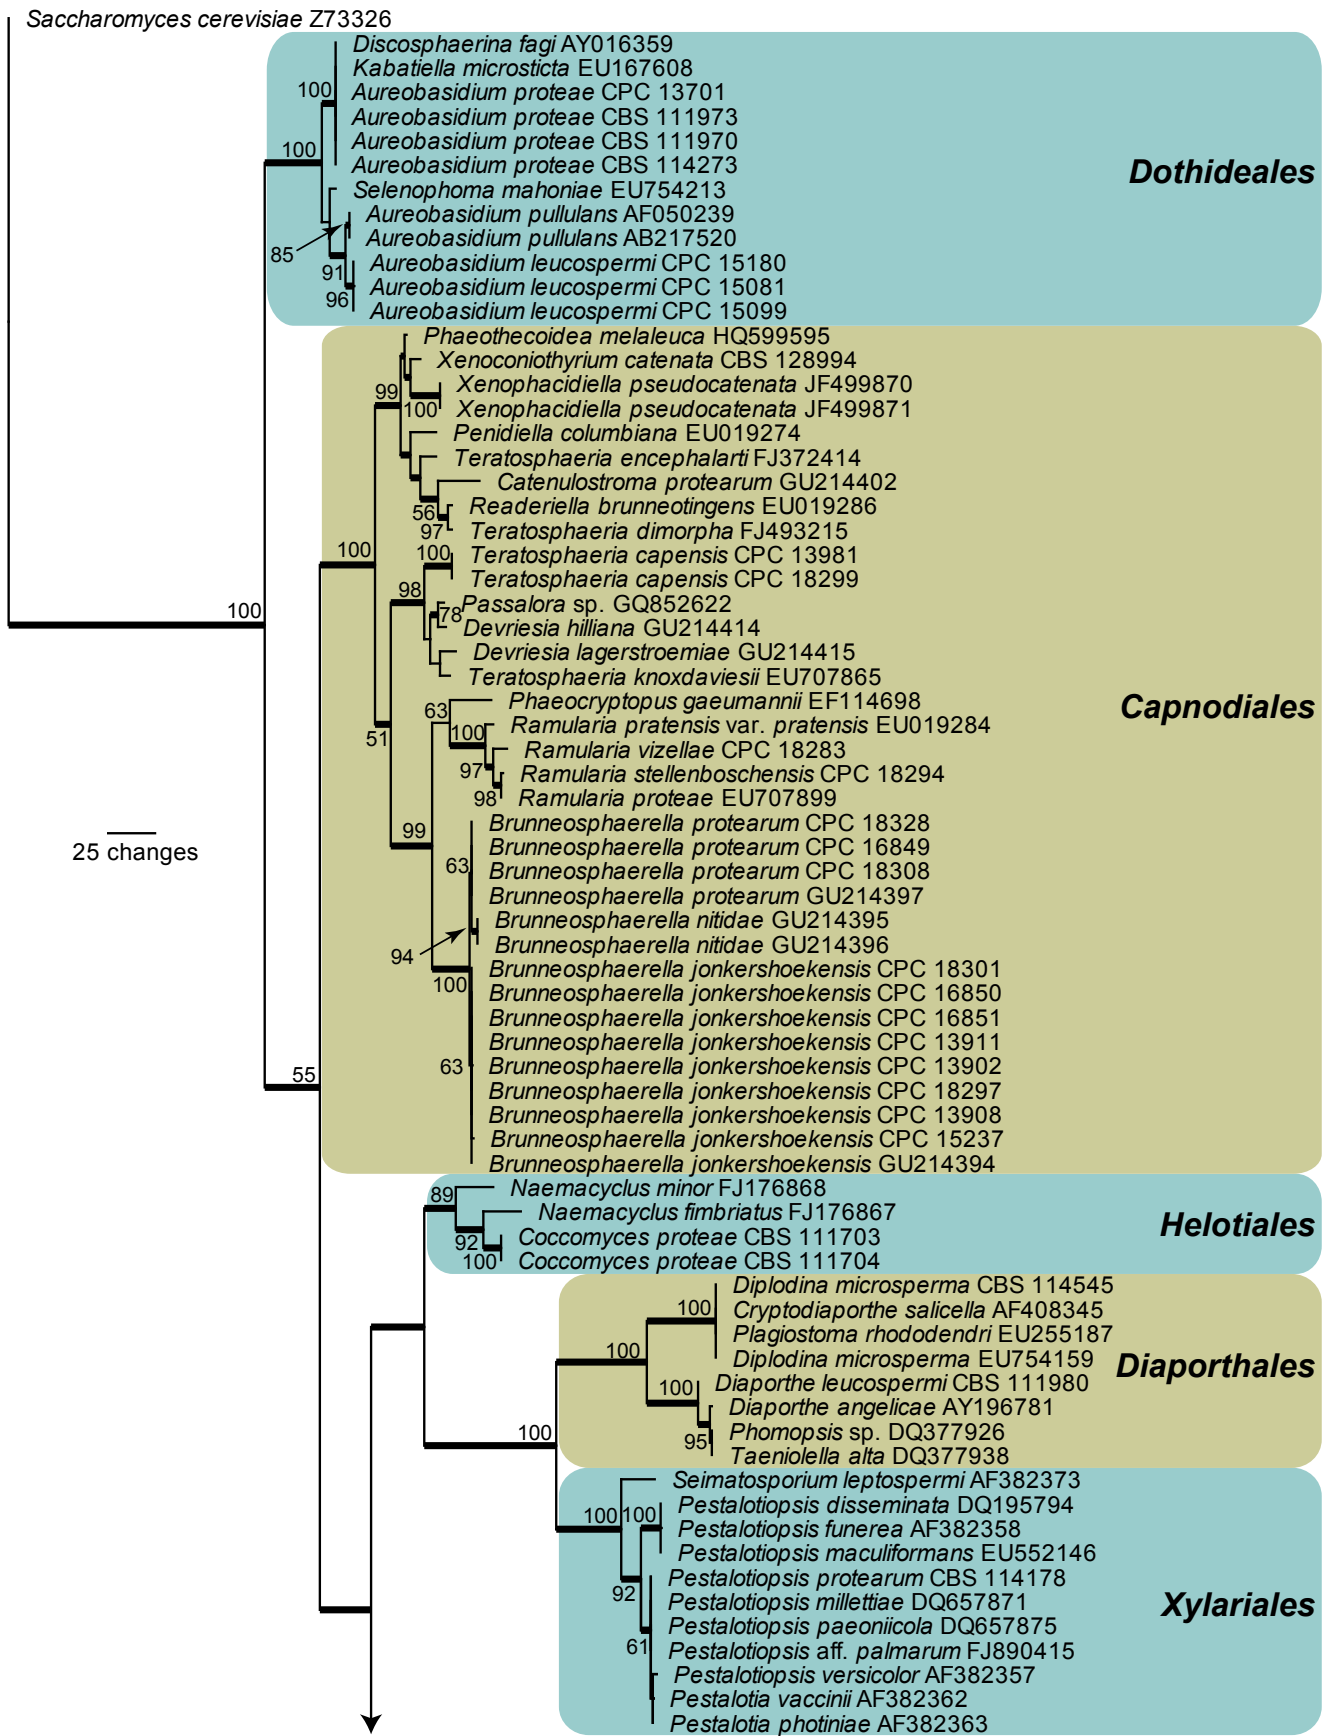 Saccharomyces cerevisiae Z73326
Discosphaerina fagi AY016359
Kabatiella microsticta EU167608
100
Aureobasidium proteae CPC 13701
Aureobasidium proteae CBS 111973
Aureobasidium proteae CBS 111970
100
Aureobasidium proteae CBS 114273
Dothideales
Selenophoma mahoniae EU754213
Aureobasidium pullulans AF050239
Aureobasidium pullulans AB217520
85
Aureobasidium leucospermi CPC 15180
91
Aureobasidium leucospermi CPC 15081
96
Aureobasidium leucospermi CPC 15099
Phaeothecoidea melaleuca HQ599595
Xenoconiothyrium catenata CBS 128994
Xenophacidiella pseudocatenata JF499870
99
100
Xenophacidiella pseudocatenata JF499871
Penidiella columbiana EU019274
Teratosphaeria encephalarti FJ372414
Catenulostroma protearum GU214402
Readeriella brunneotingens EU019286
56
97
Teratosphaeria dimorpha FJ493215
100
100
Teratosphaeria capensis CPC 13981
Teratosphaeria capensis CPC 18299
98
Passalora sp. GQ852622
78
100
Devriesia hilliana GU214414
Devriesia lagerstroemiae GU214415
Teratosphaeria knoxdaviesii EU707865
Phaeocryptopus gaeumannii EF114698
Capnodiales
63
Ramularia pratensis var. pratensis EU019284
100
51
Ramularia vizellae CPC 18283
97
Ramularia stellenboschensis CPC 18294
98
Ramularia proteae EU707899
Brunneosphaerella protearum CPC 18328
99
25 changes
Brunneosphaerella protearum CPC 16849
63
Brunneosphaerella protearum CPC 18308
Brunneosphaerella protearum GU214397
Brunneosphaerella nitidae GU214395
Brunneosphaerella nitidae GU214396
94
Brunneosphaerella jonkershoekensis CPC 18301
100
Brunneosphaerella jonkershoekensis CPC 16850
Brunneosphaerella jonkershoekensis CPC 16851
Brunneosphaerella jonkershoekensis CPC 13911
63
Brunneosphaerella jonkershoekensis CPC 13902
55
Brunneosphaerella jonkershoekensis CPC 18297
Brunneosphaerella jonkershoekensis CPC 13908
Brunneosphaerella jonkershoekensis CPC 15237
Brunneosphaerella jonkershoekensis GU214394
Naemacyclus minor FJ176868
89
Naemacyclus fimbriatus FJ176867
Helotiales
92
Coccomyces proteae CBS 111703
100
Coccomyces proteae CBS 111704
Diplodina microsperma CBS 114545
100
Cryptodiaporthe salicella AF408345
Plagiostoma rhododendri EU255187
100
Diplodina microsperma EU754159
Diaporthales
100
Diaporthe leucospermi CBS 111980
Diaporthe angelicae AY196781
100
95
Phomopsis sp. DQ377926
Taeniolella alta DQ377938
Seimatosporium leptospermi AF382373
100
100
Pestalotiopsis disseminata DQ195794
Pestalotiopsis funerea AF382358
Pestalotiopsis maculiformans EU552146
92
Pestalotiopsis protearum CBS 114178
Pestalotiopsis millettiae DQ657871
Xylariales
Pestalotiopsis paeoniicola DQ657875
61
Pestalotiopsis aff. palmarum FJ890415
Pestalotiopsis versicolor AF382357
Pestalotia vaccinii AF382362
Pestalotia photiniae AF382363